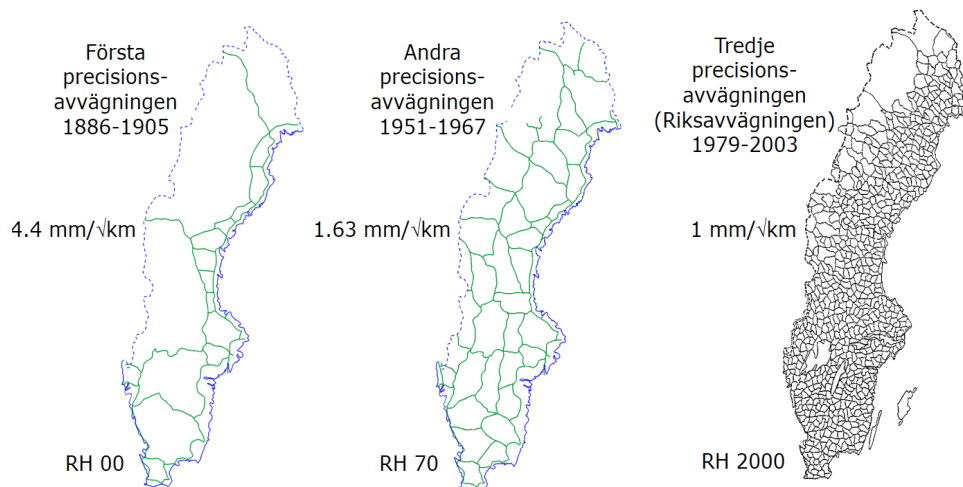 Första
precisions-
avvägningen
1886-1905
4.4 mm/√km
RH 00
Andra
precisions-
avvägningen
1951-1967
1.63 mm/√km
RH 70
Tredje
precisions-
avvägningen
(Riksavvägningen)
1979-2003
1 mm/√km
RH 2000